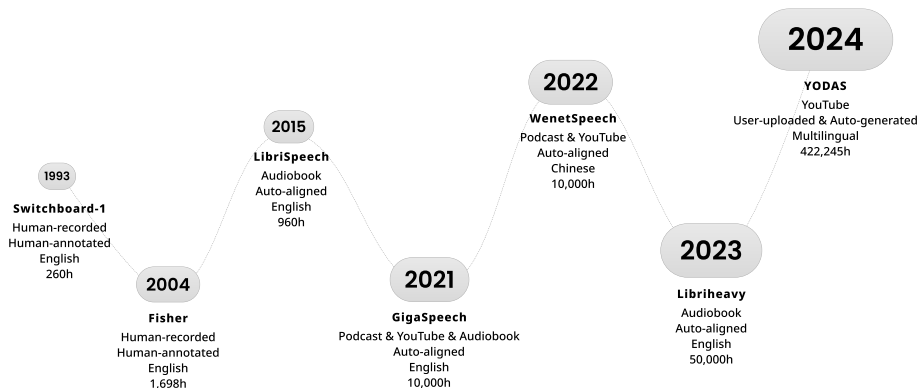 1993
Switchboard-1
Human-recorded
Human-annotated
English
260h
2004
Fisher
Human-recorded
Human-annotated
English
1,698h
2015
LibriSpeech
Audiobook
Auto-aligned
English
960h
2021
GigaSpeech
Podcast & YouTube & Audiobook
Auto-aligned
English
10,000h
2022
WenetSpeech
Podcast & YouTube
Auto-aligned
Chinese
10,000h
2023
Libriheavy
Audiobook
Auto-aligned
English
50,000h
2024
YODAS
YouTube
User-uploaded & Auto-generated
Multilingual
422,245h